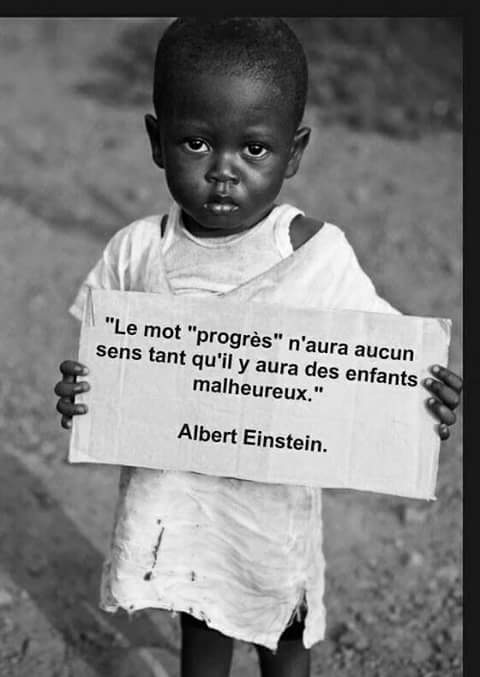 "Le mot "progrès" n'aura aucun
sens tant qu'il y aura des enfants
malheureux."
Albert Einstein.